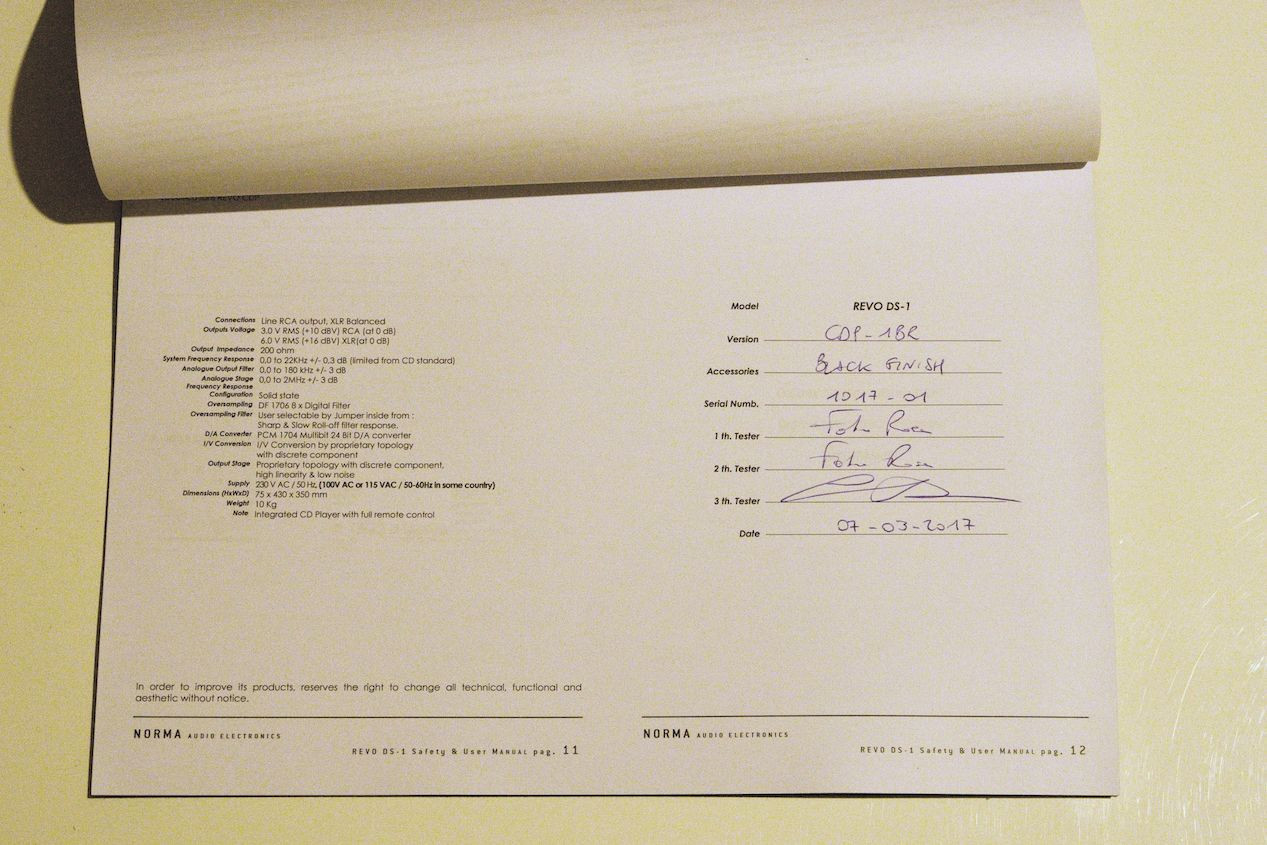 REVO CDP
Connections Line RCA output, XLR Balanced
Outputs Voltage 3.0 V RMS (+10 dBV) RCA (at 0 dB)
6.0 V RMS (+16 dBV) XLR(at 0 dB)
Output Impedance 200 ohm
System Frequency Response 0,0 to 22KHz +/- 0,3 dB (limited from CD standard)
Analogue Output Filter 0,0 to 180 kHz +/- 3 dB
Analogue Stage 0,0 to 2MHz +/- 3 dB
Frequency Response
Configuration Solid state
Oversampling DF 1706 8 x Digital Filter
Oversampling Filter User selectable by Jumper inside from :
Sharp & Slow Roll-off filter response.
D/A Converter PCM 1704 Multibit 24 Bit D/A converter
I/V Conversion I/V Conversion by proprietary topology
with discrete component
Output Stage Proprietary topology with discrete component,
high linearity & low noise
Supply 230 V AC / 50 Hz, (100V AC or 115 VAC / 50-60Hz in some country)
Dimensions (HxWxD) 75 x 430 x 350 mm
Weight 10 Kg
Note Integrated CD Player with full remote control
In order to improve its products, reserves the right to change all technical, functional and
aesthetic without notice.
NORMA AUDIO ELECTRONICS
REVO DS-1 Safety & User MANUAL pag. 11
Model REVO DS-1
Version CDP-1BR
Accessories BLACK FINISH
Serial Numb. 1017-01
1 th. Tester
2 th. Tester
3 th. Tester
Date 07-03-2017
NORMA AUDIO ELECTRONICS
REVO DS-1 Safety & User MANUAL pag. 12